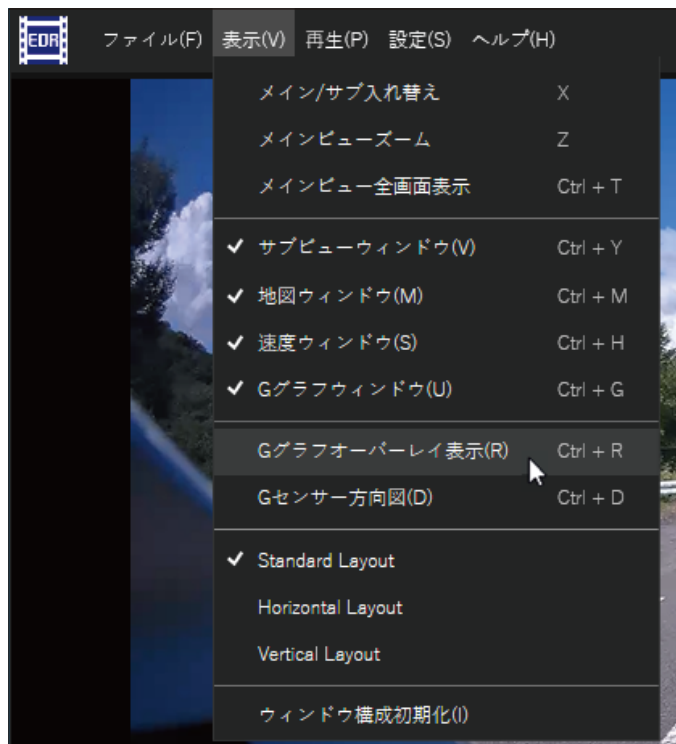 EDR ファイル(F) 表示(V) 再生(P) 設定(S) ヘルプ(H)
メイン/サブ入れ替え X
メインビューズーム Z
メインビュー全画面表示 Ctrl + T
サブビューウィンドウ(V) Ctrl + Y
地図ウィンドウ(M) Ctrl + M
速度ウィンドウ(S) Ctrl + H
Gグラフウィンドウ(U) Ctrl + G
Gグラフオーバーレイ表示(R) Ctrl + R
Gセンサー方向図(D) Ctrl + D
Standard Layout
Horizontal Layout
Vertical Layout
ウィンドウ構成初期化(I)